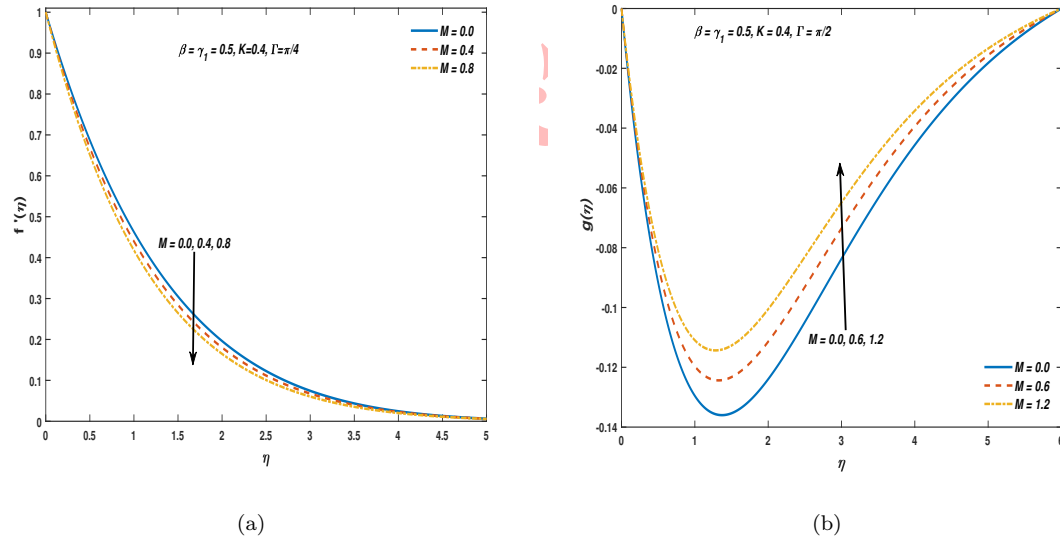 β = γ₁ = 0.5, K=0.4, Γ=π/4
M = 0.0
M = 0.4
M = 0.8
M = 0.0, 0.4, 0.8
f '(η)
1
0.9
0.8
0.7
0.6
0.5
0.4
0.3
0.2
0.1
0
0 0.5 1 1.5 2 2.5 3 3.5 4 4.5 5
η
(a)
β = γ₁ = 0.5, K = 0.4, Γ = π/2
g(η)
0
-0.02
-0.04
-0.06
-0.08
-0.1
-0.12
-0.14
M = 0.0, 0.6, 1.2
M = 0.0
M = 0.6
M = 1.2
0 1 2 3 4 5 6
η
(b)